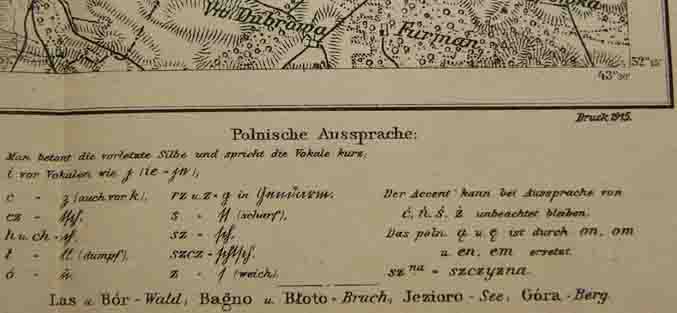 Dubrowa
Furman
52°15'
43°30'
Druck 1915.
Polnische Aussprache:
Man betont die vorletzte Silbe und spricht die Vokale kurz;
i vor Vokalen wie j (ie = je),
c - z (auch vor k),
cz - tsch,
h u. ch - ch,
ł - ll (dumpf),
ó - u,
rz u. ż - g in Gendarm,
s - ss (scharf),
sz - sch,
szcz - schtsch,
z - s (weich),
Der Accent kann bei Aussprache von
ć, ń, ś, ź unbeachtet bleiben.
Das poln. ą u. ę ist durch on, om
u. en, em ersetzt.
sz na - szczyzna.
Las u. Bór - Wald; Bagno u. Błoto - Bruch; Jezioro - See; Góra - Berg.